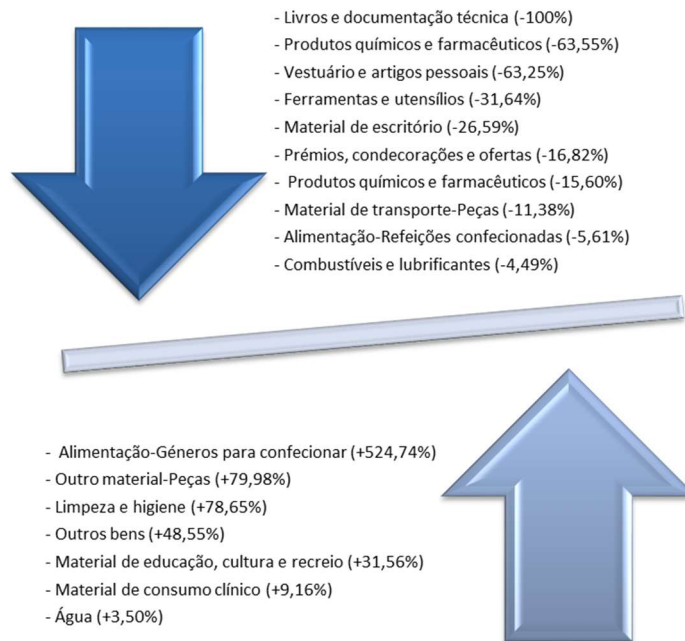 - Livros e documentação técnica (-100%)
- Produtos químicos e farmacêuticos (-63,55%)
- Vestuário e artigos pessoais (-63,25%)
- Ferramentas e utensílios (-31,64%)
- Material de escritório (-26,59%)
- Prémios, condecorações e ofertas (-16,82%)
- Produtos químicos e farmacêuticos (-15,60%)
- Material de transporte-Peças (-11,38%)
- Alimentação-Refeições confecionadas (-5,61%)
- Combustíveis e lubrificantes (-4,49%)
- Alimentação-Géneros para confecionar (+524,74%)
- Outro material-Peças (+79,98%)
- Limpeza e higiene (+78,65%)
- Outros bens (+48,55%)
- Material de educação, cultura e recreio (+31,56%)
- Material de consumo clínico (+9,16%)
- Água (+3,50%)